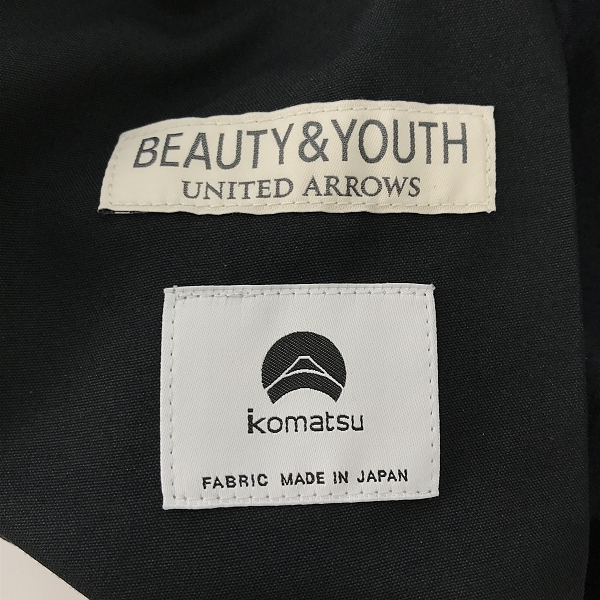 BEAUTY&YOUTH
UNITED ARROWS
komatsu
FABRIC MADE IN JAPAN